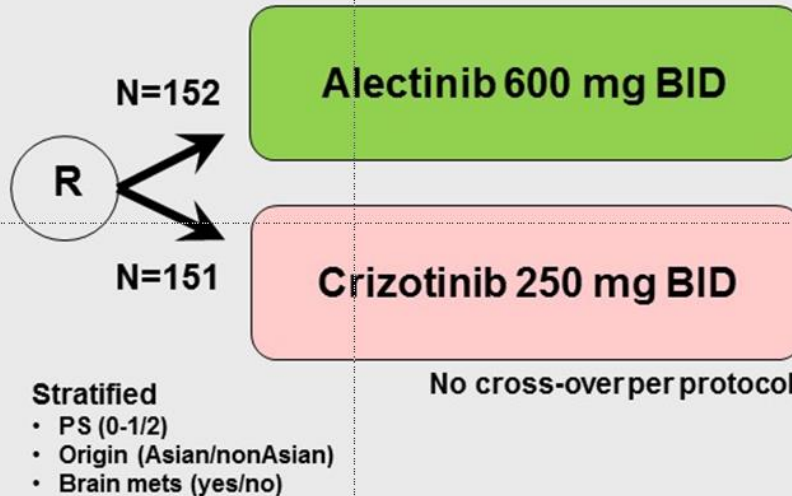 N=152
Alectinib 600 mg BID
R
N=151
Crizotinib 250 mg BID
No cross-over per protocol
Stratified
• PS (0-1/2)
• Origin (Asian/nonAsian)
• Brain mets (yes/no)